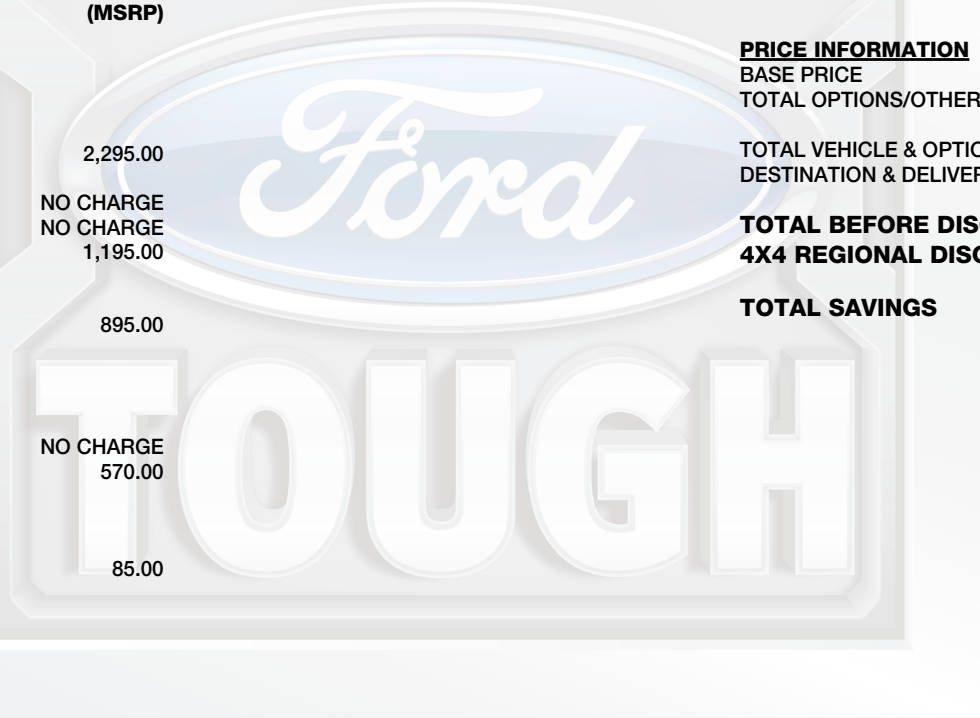 (MSRP)
2,295.00
NO CHARGE
NO CHARGE
1,195.00
895.00
NO CHARGE
570.00
85.00
Ford
TOUGH
PRICE INFORMATION
BASE PRICE
TOTAL OPTIONS/OTHER
TOTAL VEHICLE & OPTIO
DESTINATION & DELIVER
TOTAL BEFORE DISC
4X4 REGIONAL DISC
TOTAL SAVINGS